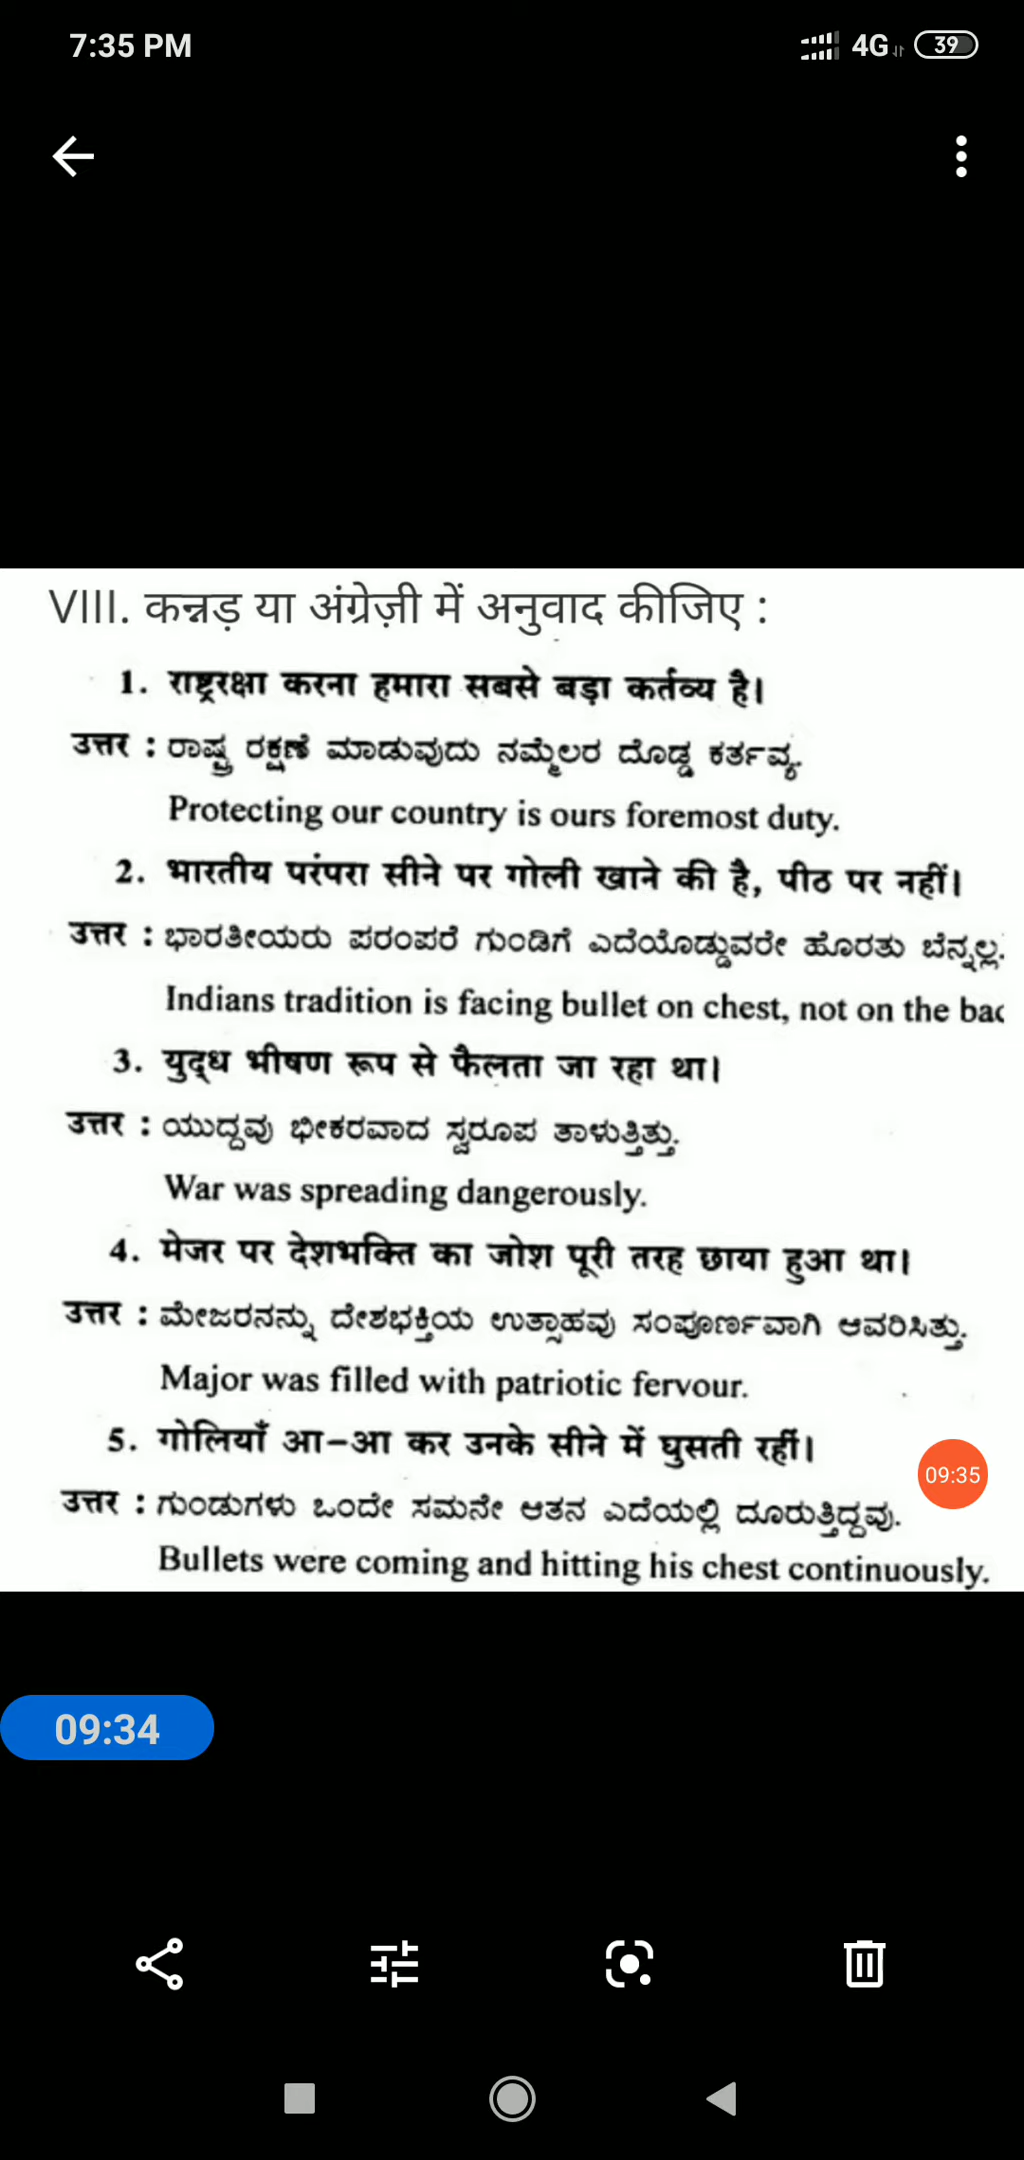 7:35 PM
4G 39
VIII. कन्नड़ या अंग्रेज़ी में अनुवाद कीजिए :
1. राष्ट्ररक्षा करना हमारा सबसे बड़ा कर्तव्य है।
उत्तर : ರಾಷ್ಟ್ರ ರಕ್ಷಣೆ ಮಾಡುವುದು ನಮ್ಮೆಲರ ದೊಡ್ಡ ಕರ್ತವ್ಯ.
Protecting our country is ours foremost duty.
2. भारतीय परंपरा सीने पर गोली खाने की है, पीठ पर नहीं।
उत्तर : ಭಾರತೀಯರು ಪರಂಪರೆ ಗುಂಡಿಗೆ ಎದೆಯೊಡ್ಡುವರೇ ಹೊರತು ಬೆನ್ನಲ್ಲ.
Indians tradition is facing bullet on chest, not on the bac
3. युद्ध भीषण रूप से फैलता जा रहा था।
उत्तर : ಯುದ್ದವು ಭೀಕರವಾದ ಸ್ವರೂಪ ತಾಳುತ್ತಿತ್ತು.
War was spreading dangerously.
4. मेजर पर देशभक्ति का जोश पूरी तरह छाया हुआ था।
उत्तर : ಮೇಜರನನ್ನು ದೇಶಭಕ್ತಿಯ ಉತ್ಸಾಹವು ಸಂಪೂರ್ಣವಾಗಿ ಆವರಿಸಿತ್ತು.
Major was filled with patriotic fervour.
5. गोलियाँ आ-आ कर उनके सीने में घुसती रहीं।
09:35
उत्तर : ಗುಂಡುಗಳು ಒಂದೇ ಸಮನೇ ಆತನ ಎದೆಯಲ್ಲಿ ದೂರುತ್ತಿದ್ದವು.
Bullets were coming and hitting his chest continuously.
09:34